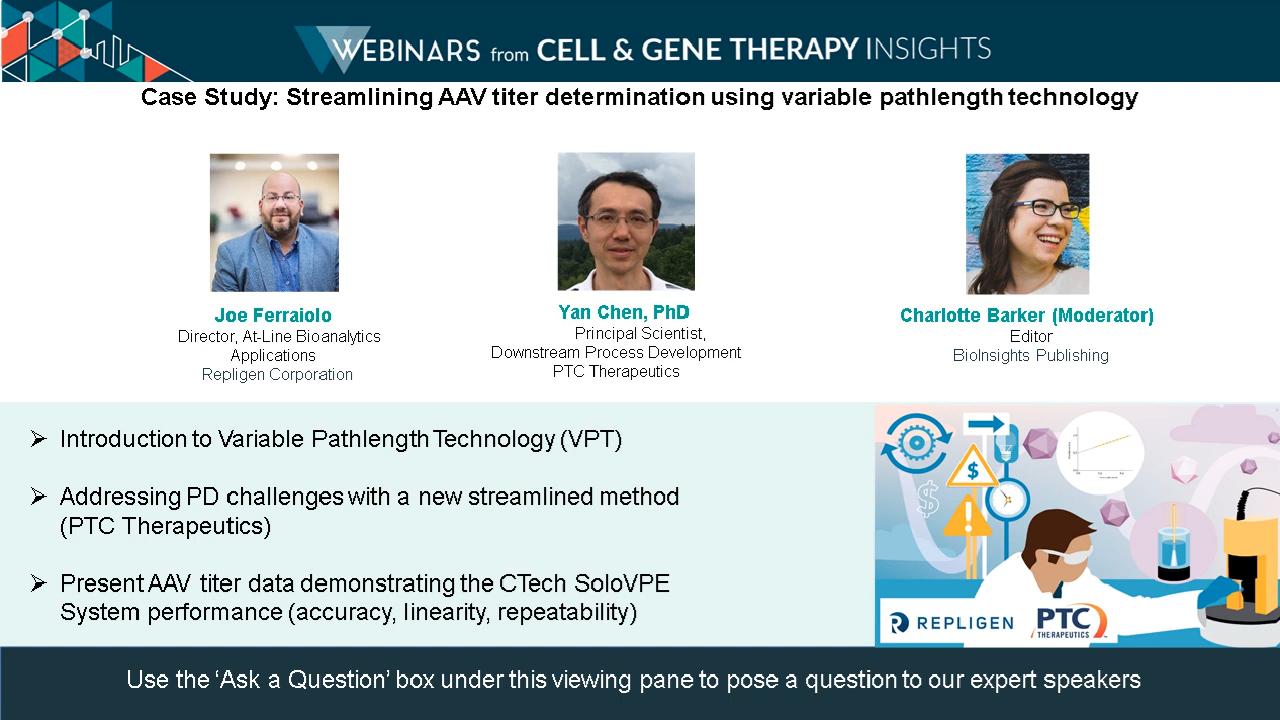 WEBINARS from CELL & GENE THERAPY INSIGHTS
Case Study: Streamlining AAV titer determination using variable pathlength technology
Joe Ferraiolo
Director, At-Line Bioanalytics
Applications
Repligen Corporation
Yan Chen, PhD
Principal Scientist,
Downstream Process Development
PTC Therapeutics
Charlotte Barker (Moderator)
Editor
BioInsights Publishing
➢ Introduction to Variable Pathlength Technology (VPT)
➢ Addressing PD challenges with a new streamlined method
(PTC Therapeutics)
➢ Present AAV titer data demonstrating the CTech SoloVPE
System performance (accuracy, linearity, repeatability)
$
$
!
REPLIGEN
PTC
THERAPEUTICS
Use the ‘Ask a Question’ box under this viewing pane to pose a question to our expert speakers